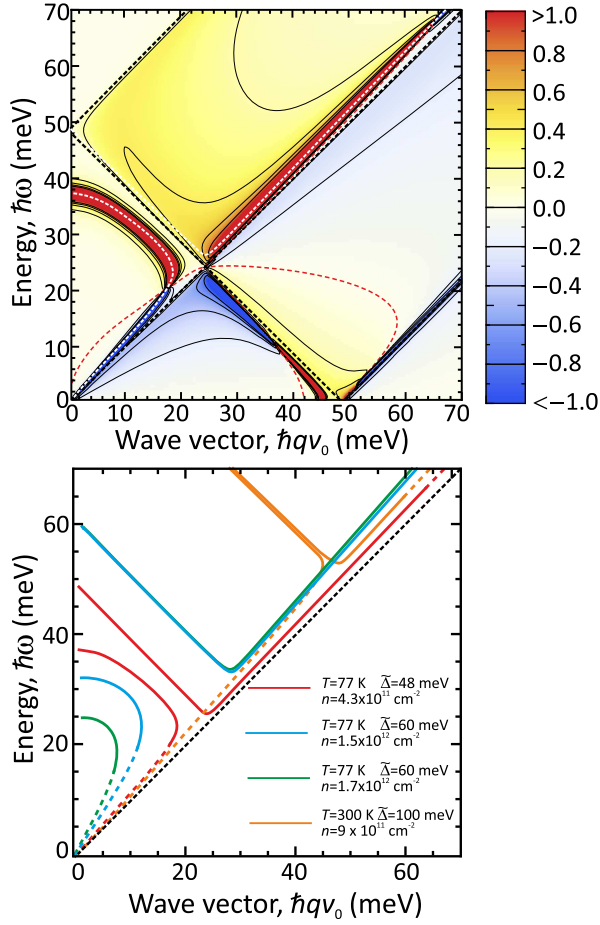 70
60
50
40
30
20
10
0
Energy, ħω (meV)
0 10 20 30 40 50 60 70
Wave vector, ħqv₀ (meV)
>1.0
0.8
0.6
0.4
0.2
0.0
−0.2
−0.4
−0.6
−0.8
<−1.0
60
40
20
0
Energy, ħω (meV)
0 20 40 60
Wave vector, ħqv₀ (meV)
T=77 K Δ̃=48 meV
n=4.3x10¹¹ cm⁻²
T=77 K Δ̃=60 meV
n=1.5x10¹² cm⁻²
T=77 K Δ̃=60 meV
n=1.7x10¹² cm⁻²
T=300 K Δ̃=100 meV
n=9 x 10¹¹ cm⁻²